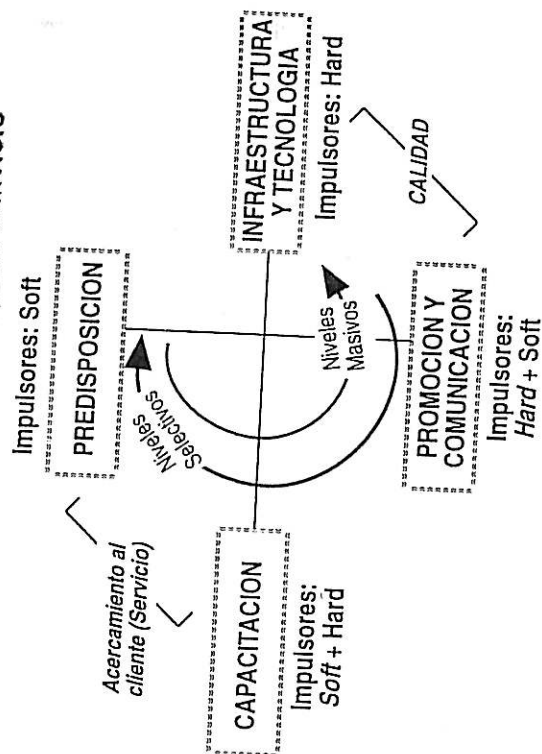 Impulsores: Soft
PREDISPOSICION
Acercamiento al
cliente (Servicio)
Niveles
Selectivos
CAPACITACION
Impulsores:
Soft + Hard
INFRAESTRUCTURA
Y TECNOLOGIA
Impulsores: Hard
Niveles
Masivos
CALIDAD
PROMOCION Y
COMUNICACION
Impulsores:
Hard + Soft